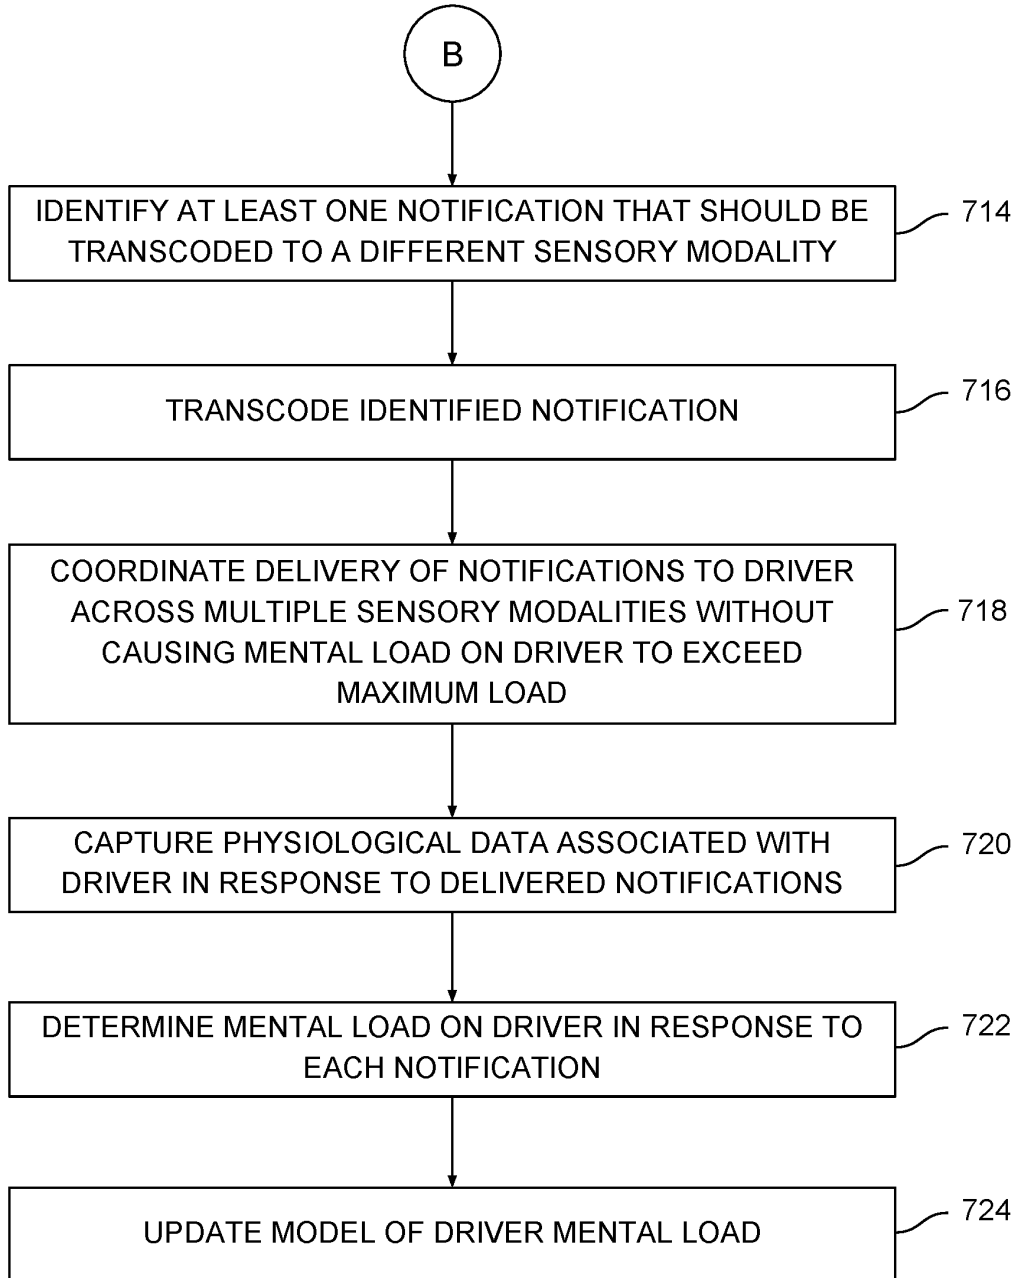 B
IDENTIFY AT LEAST ONE NOTIFICATION THAT SHOULD BE
TRANSCODED TO A DIFFERENT SENSORY MODALITY
714
TRANSCODE IDENTIFIED NOTIFICATION
716
COORDINATE DELIVERY OF NOTIFICATIONS TO DRIVER
ACROSS MULTIPLE SENSORY MODALITIES WITHOUT
CAUSING MENTAL LOAD ON DRIVER TO EXCEED
MAXIMUM LOAD
718
CAPTURE PHYSIOLOGICAL DATA ASSOCIATED WITH
DRIVER IN RESPONSE TO DELIVERED NOTIFICATIONS
720
DETERMINE MENTAL LOAD ON DRIVER IN RESPONSE TO
EACH NOTIFICATION
722
UPDATE MODEL OF DRIVER MENTAL LOAD
724